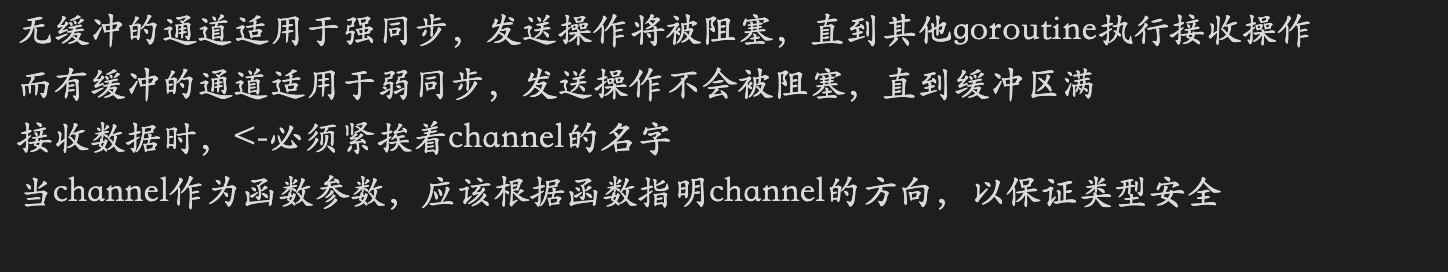 无缓冲的通道适用于强同步，发送操作将被阻塞，直到其他goroutine执行接收操作
而有缓冲的通道适用于弱同步，发送操作不会被阻塞，直到缓冲区满
接收数据时，<-必须紧挨着channel的名字
当channel作为函数参数，应该根据函数指明channel的方向，以保证类型安全